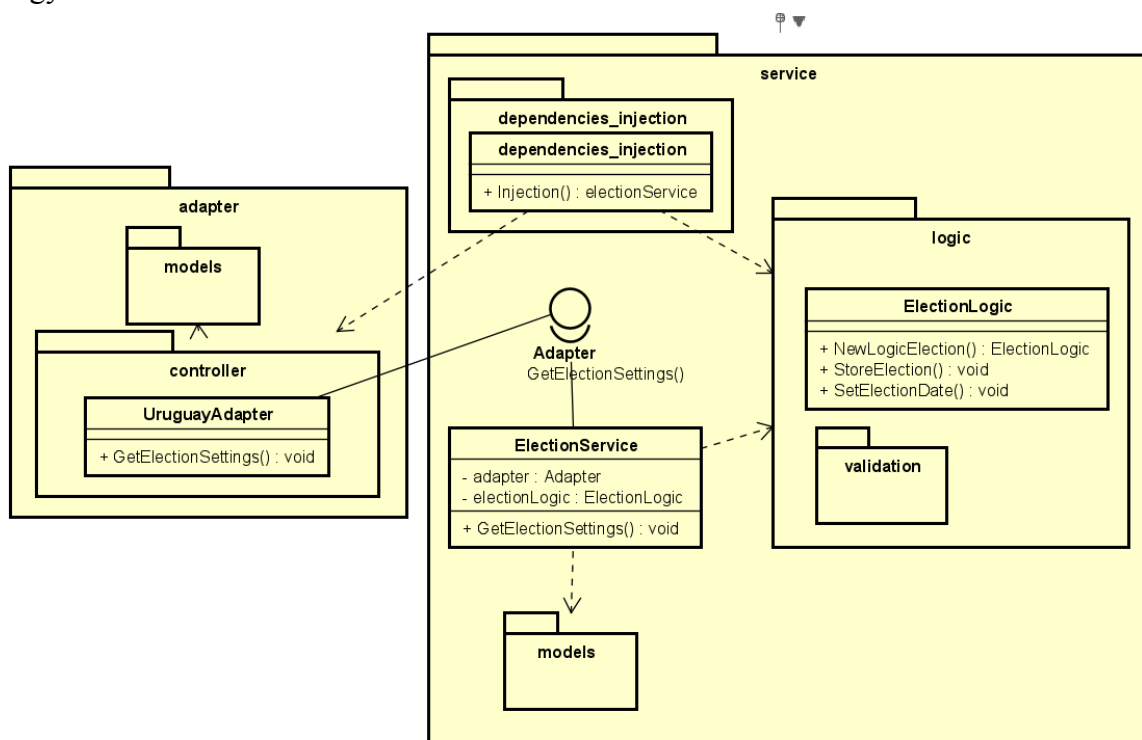 gy
service
dependencies_injection
dependencies_injection
+ Injection() : electionService
adapter
models
controller
UruguayAdapter
+ GetElectionSettings() : void
Adapter
GetElectionSettings()
ElectionService
- adapter : Adapter
- electionLogic : ElectionLogic
+ GetElectionSettings() : void
models
logic
ElectionLogic
+ NewLogicElection() : ElectionLogic
+ StoreElection() : void
+ SetElectionDate() : void
validation